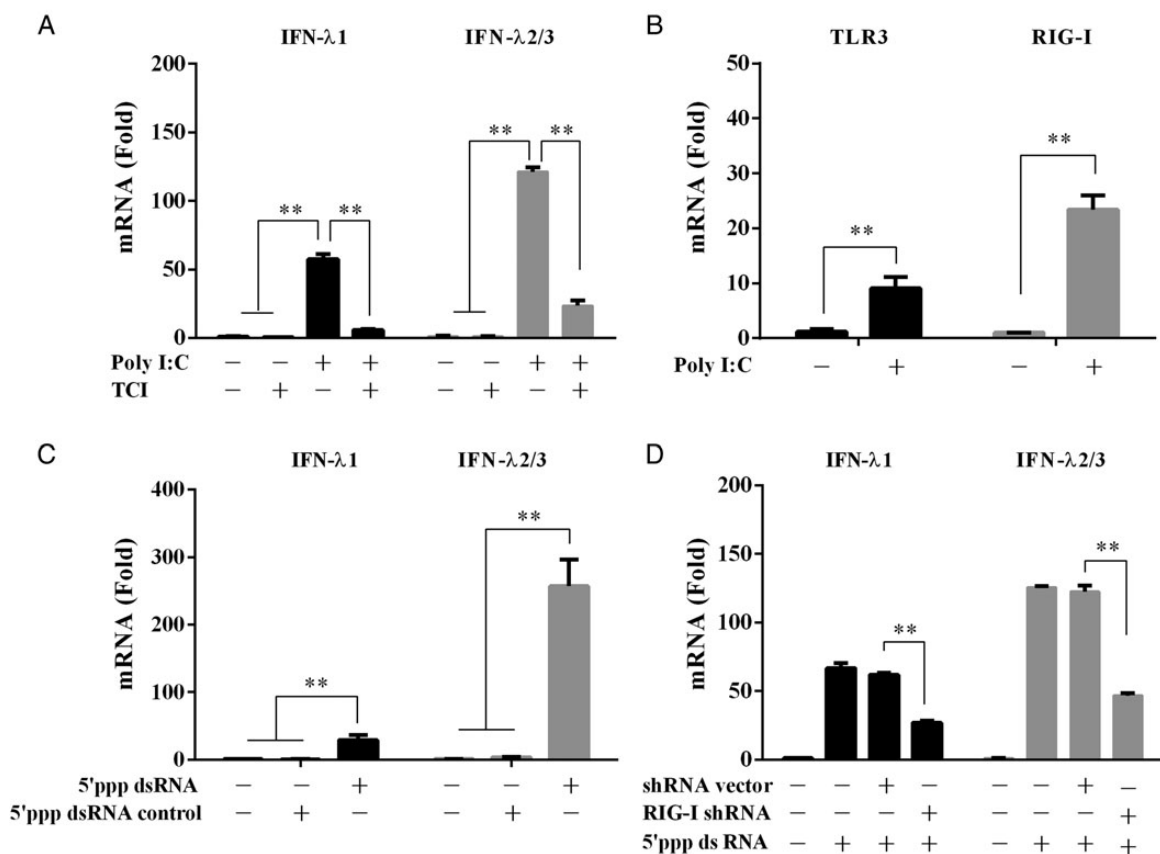 A
IFN-λ1 IFN-λ2/3
mRNA (Fold)
200
150
100
50
0
** ** ** **
Poly I:C − − + + − − + +
TCI − + − + − + − +
B
TLR3 RIG-I
mRNA (Fold)
50
40
30
20
10
0
** **
Poly I:C − + − +
C
IFN-λ1 IFN-λ2/3
mRNA (Fold)
400
300
200
100
0
** **
5'ppp dsRNA − − + − − +
5'ppp dsRNA control − + − − + −
D
IFN-λ1 IFN-λ2/3
mRNA (Fold)
200
150
100
50
0
** **
shRNA vector − − + − − − + −
RIG-I shRNA − − − + − − − +
5'ppp ds RNA − + + + − + + +